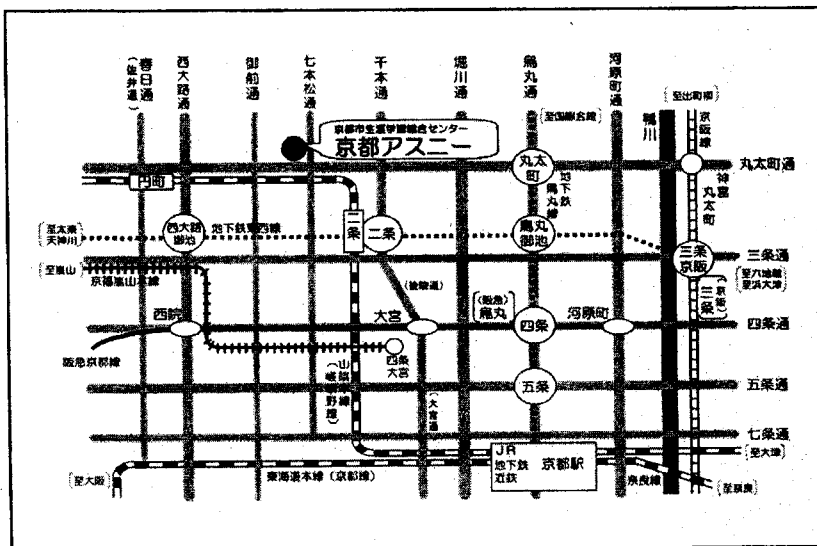 春日通
（佐井通）
西大路通
御前通
七本松通
千本通
堀川通
烏丸通
河原町通
鴨川
〔至出町柳〕
京阪線
〔至国際会館〕
京都市生涯学習総合センター
京都アスニー
丸太町
丸太町通
神宮丸太町
地下鉄烏丸線
円町
〔至太秦天神川〕
西大路御池
地下鉄東西線
二条
二条
烏丸御池
三条京阪
三条通
〔至嵐山〕
京福嵐山本線
（後院通）
〔至六地蔵 至浜大津〕
（京阪）三条
西院
大宮
〔（阪急）烏丸〕
四条
河原町
四条通
阪急京都線
四条大宮
山陰本線（嵯峨野線）
（大宮通）
五条
五条通
七条通
JR
地下鉄
近鉄
京都駅
〔至大津〕
〔至大阪〕
東海道本線（京都線）
奈良線
〔至奈良〕